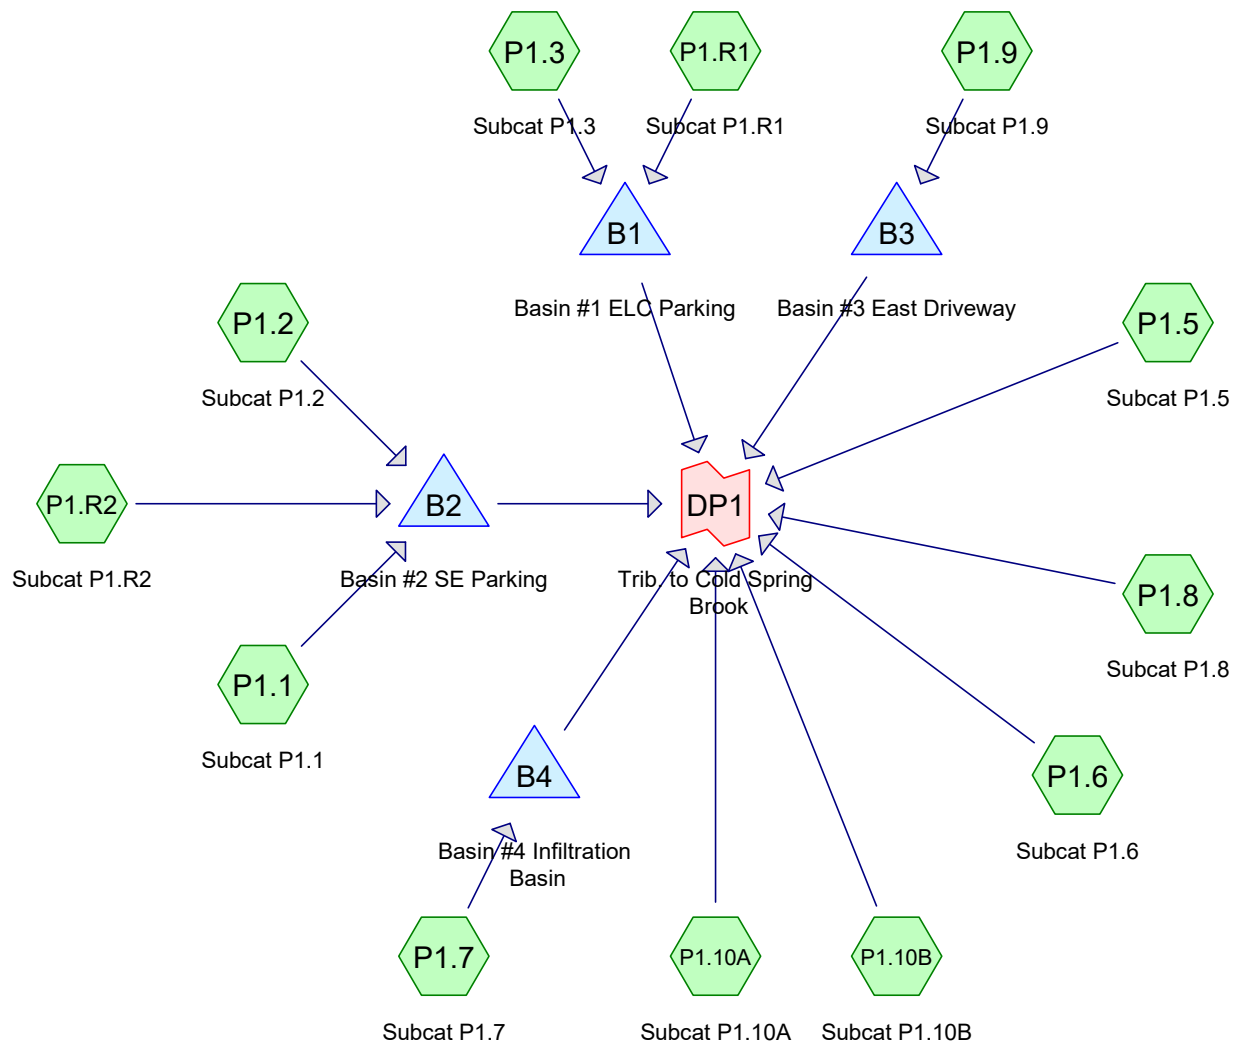 P1.3
P1.R1
P1.9
Subcat P1.3
Subcat P1.R1
Subcat P1.9
B1
B3
Basin #1 ELC Parking
Basin #3 East Driveway
P1.2
P1.5
Subcat P1.2
Subcat P1.5
P1.R2
B2
DP1
Subcat P1.R2
Basin #2 SE Parking
Trib. to Cold Spring
Brook
P1.8
Subcat P1.8
P1.1
Subcat P1.1
B4
P1.6
Basin #4 Infiltration
Basin
Subcat P1.6
P1.7
P1.10A
P1.10B
Subcat P1.7
Subcat P1.10A
Subcat P1.10B